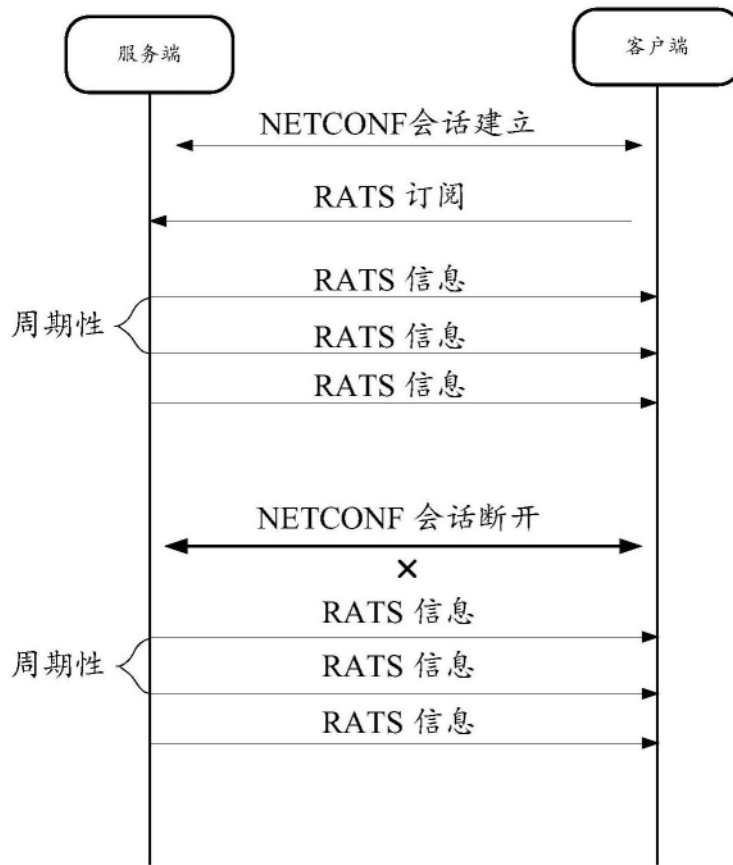 服务端
客户端
NETCONF会话建立
RATS 订阅
RATS 信息
周期性
RATS 信息
RATS 信息
NETCONF 会话断开
RATS 信息
周期性
RATS 信息
RATS 信息